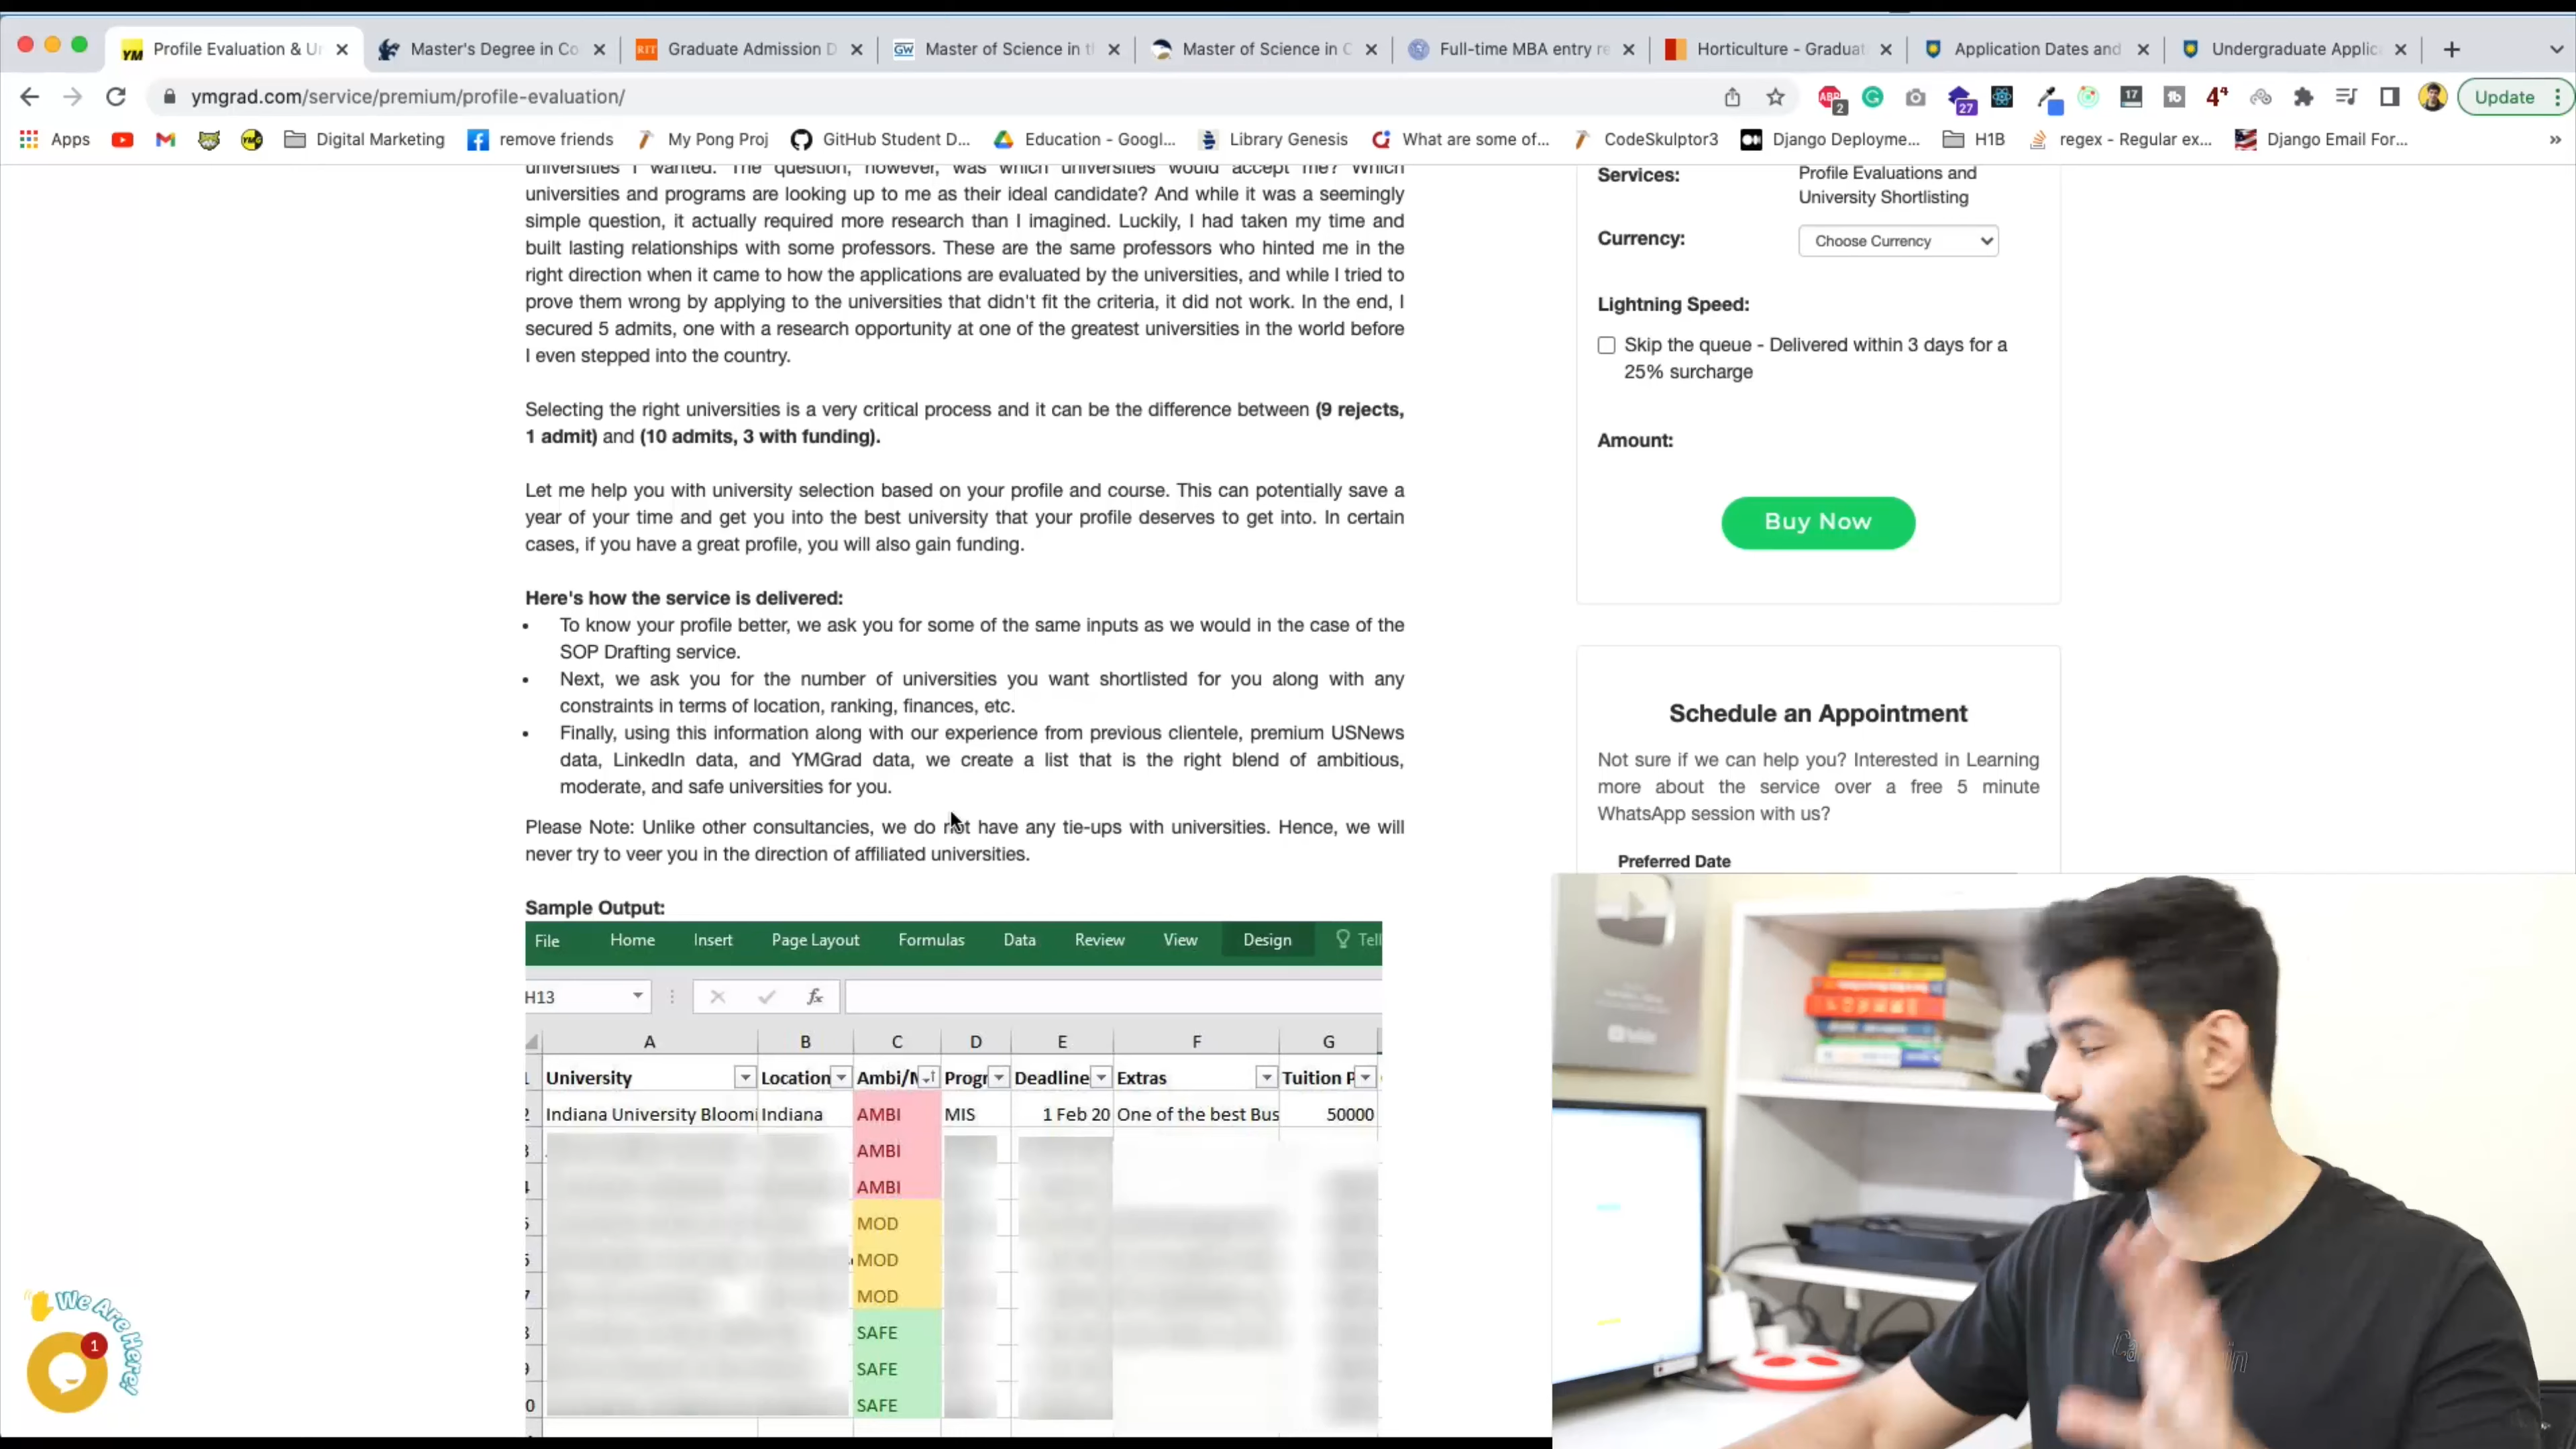 Profile Evaluation & Un
Master's Degree in Co
RIT
Graduate Admission D
GW
Master of Science in t
Master of Science in C
Full-time MBA entry re
Horticulture - Graduat
Application Dates and
Undergraduate Applic
ymgrad.com/service/premium/profile-evaluation/
ABP
2
27
17
Update
Apps
Digital Marketing
remove friends
My Pong Proj
GitHub Student D...
Education - Googl...
Library Genesis
What are some of...
CodeSkulptor3
Django Deployme...
H1B
regex - Regular ex...
Django Email For...
universities I wanted. The question, however, was which universities would accept me? Which
universities and programs are looking up to me as their ideal candidate? And while it was a seemingly
simple question, it actually required more research than I imagined. Luckily, I had taken my time and
built lasting relationships with some professors. These are the same professors who hinted me in the
right direction when it came to how the applications are evaluated by the universities, and while I tried to
prove them wrong by applying to the universities that didn't fit the criteria, it did not work. In the end, I
secured 5 admits, one with a research opportunity at one of the greatest universities in the world before
I even stepped into the country.
Selecting the right universities is a very critical process and it can be the difference between (9 rejects,
1 admit) and (10 admits, 3 with funding).
Let me help you with university selection based on your profile and course. This can potentially save a
year of your time and get you into the best university that your profile deserves to get into. In certain
cases, if you have a great profile, you will also gain funding.
Here's how the service is delivered:
• To know your profile better, we ask you for some of the same inputs as we would in the case of the
SOP Drafting service.
• Next, we ask you for the number of universities you want shortlisted for you along with any
constraints in terms of location, ranking, finances, etc.
• Finally, using this information along with our experience from previous clientele, premium USNews
data, LinkedIn data, and YMGrad data, we create a list that is the right blend of ambitious,
moderate, and safe universities for you.
Please Note: Unlike other consultancies, we do not have any tie-ups with universities. Hence, we will
never try to veer you in the direction of affiliated universities.
Sample Output:
File Home Insert Page Layout Formulas Data Review View Design Tell
H13 fx
A B C D E F G
University Location Ambi/M Progr Deadline Extras Tuition P
2 Indiana University Bloomi Indiana AMBI MIS 1 Feb 20 One of the best Bus 50000
AMBI
AMBI
MOD
MOD
MOD
SAFE
SAFE
SAFE
Services: Profile Evaluations and
University Shortlisting
Currency: Choose Currency
Lightning Speed:
Skip the queue - Delivered within 3 days for a
25% surcharge
Amount:
Buy Now
Schedule an Appointment
Not sure if we can help you? Interested in Learning
more about the service over a free 5 minute
WhatsApp session with us?
Preferred Date
We Are Here!
1